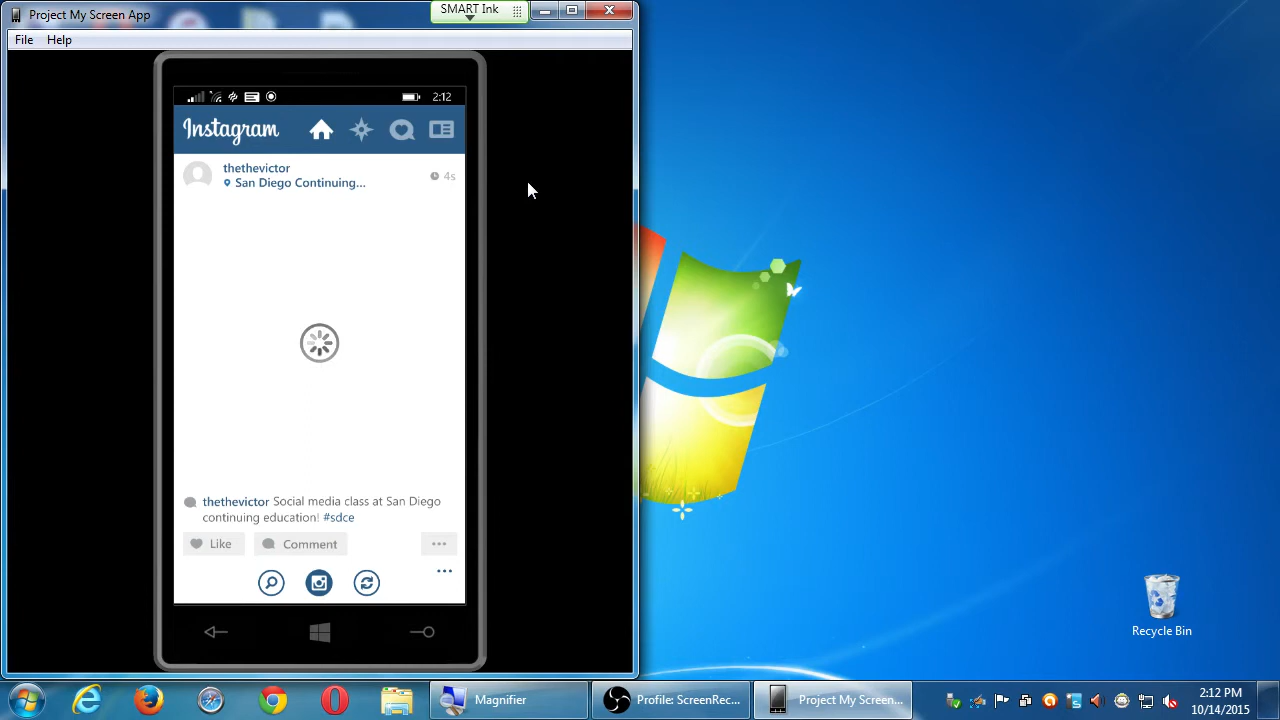 Project My Screen App
SMART Ink
File Help
2:12
Instagram
thethevictor
San Diego Continuing...
4s
thethevictor Social media class at San Diego
continuing education! #sdce
Like
Comment
Recycle Bin
Magnifier
Profile: ScreenRec...
Project My Screen...
2:12 PM
10/14/2015